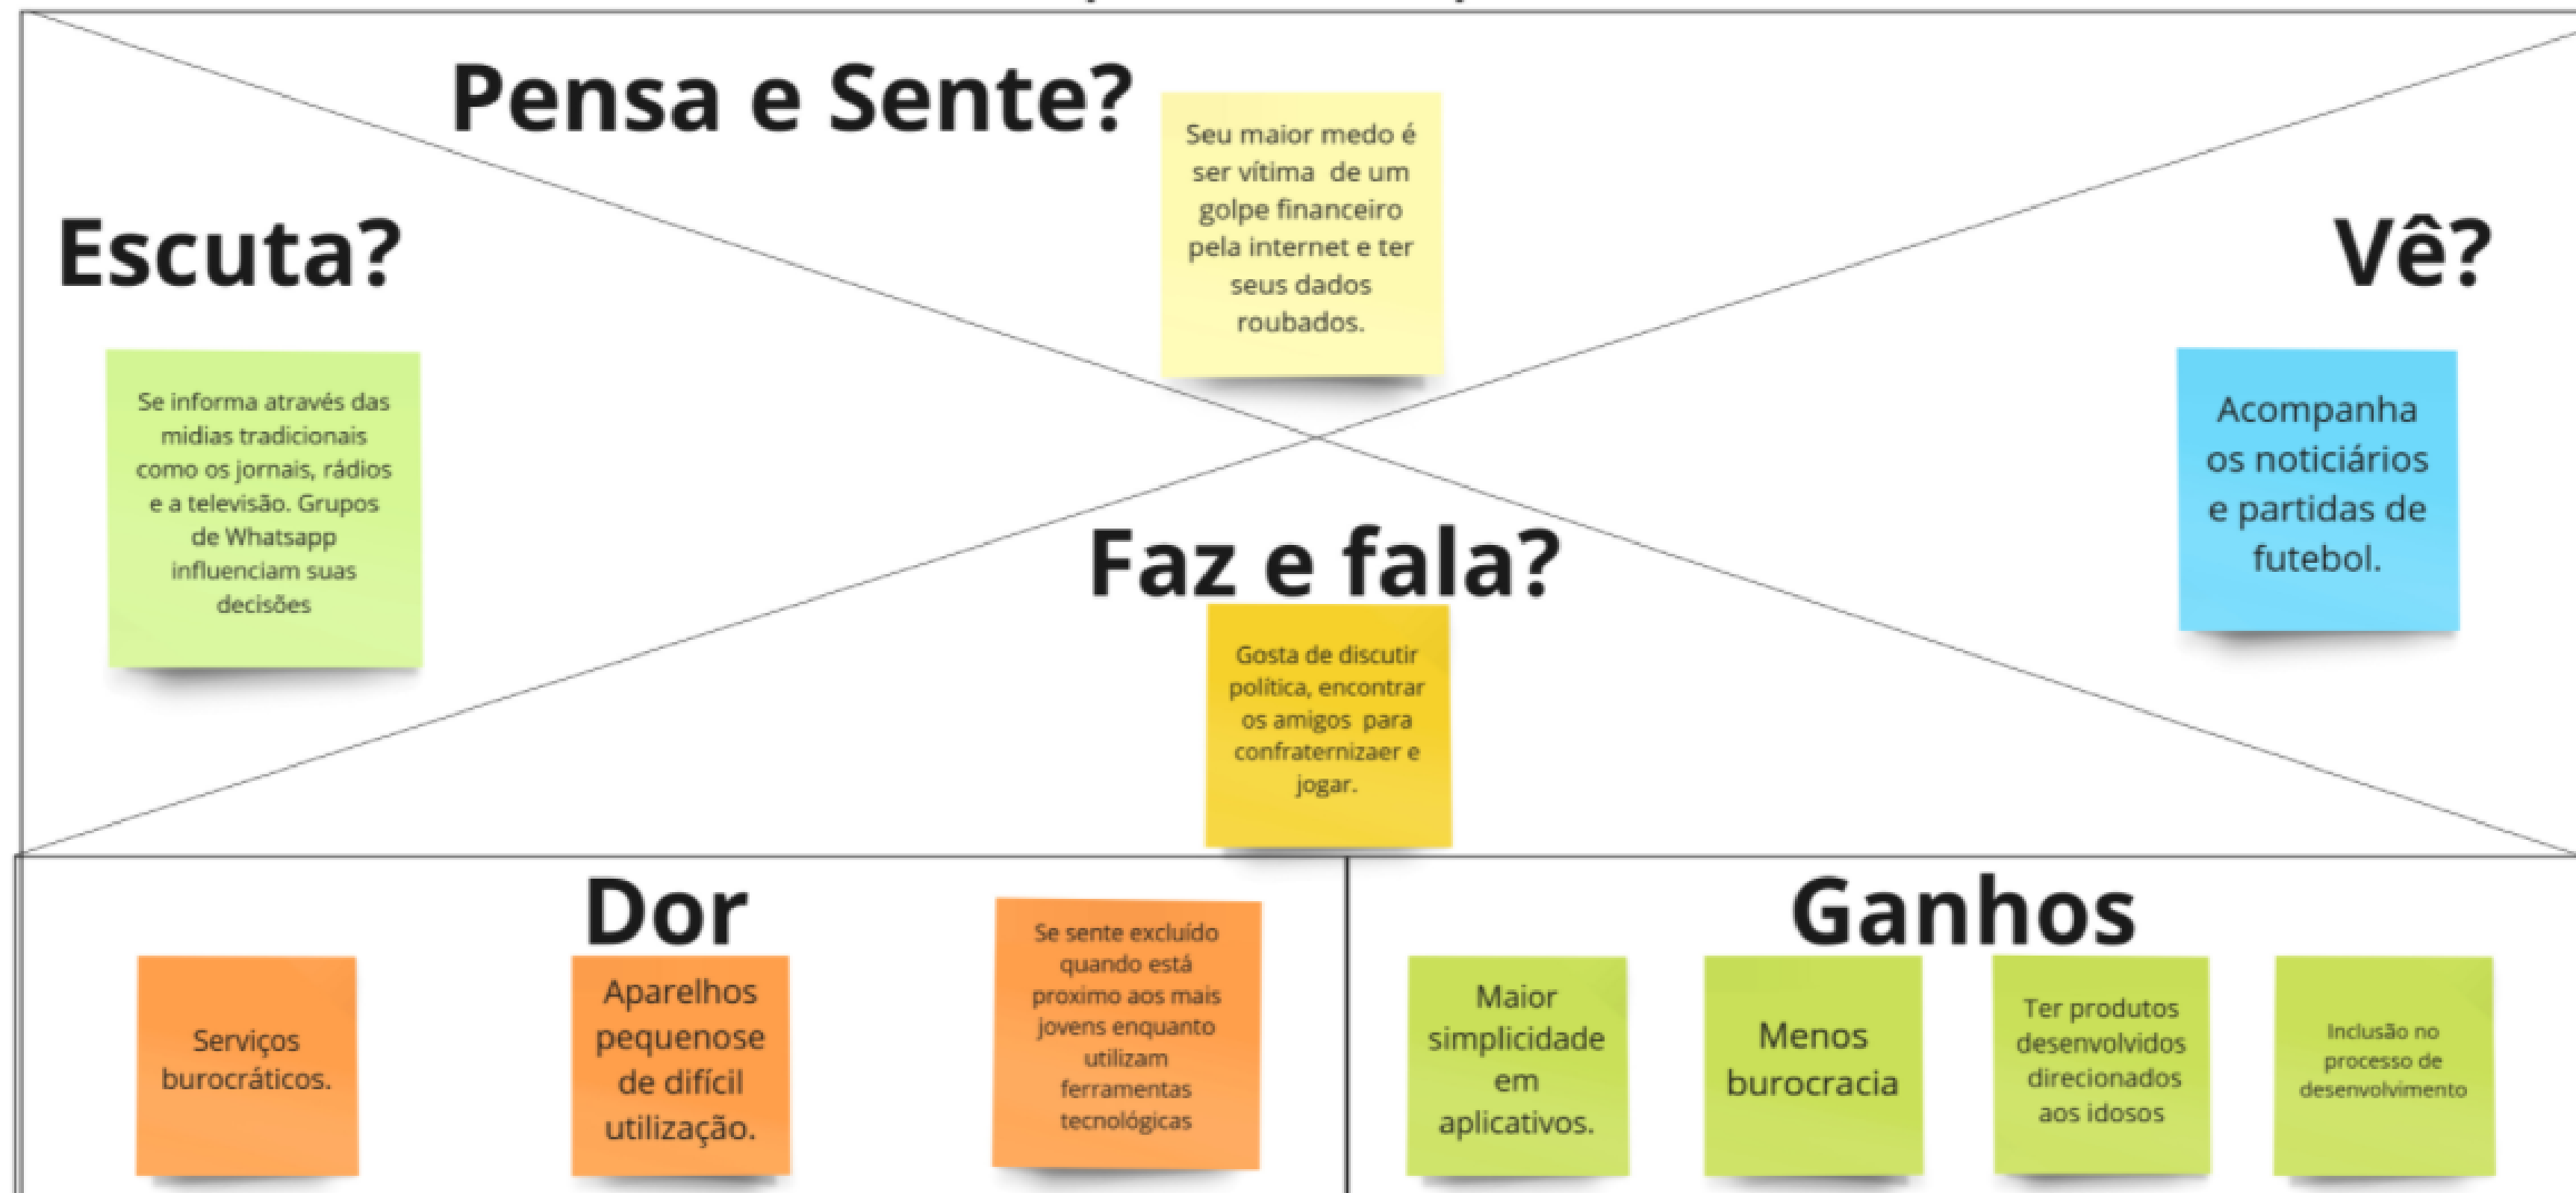 Pensa e Sente?
Seu maior medo é
ser vítima de um
golpe financeiro
pela internet e ter
seus dados
roubados.
Escuta?
Se informa através das
midias tradicionais
como os jornais, rádios
e a televisão. Grupos
de Whatsapp
influenciam suas
decisões
Vê?
Acompanha
os noticiários
e partidas de
futebol.
Faz e fala?
Gosta de discutir
política, encontrar
os amigos para
confraternizaer e
jogar.
Dor
Serviços
burocráticos.
Aparelhos
pequenose
de difícil
utilização.
Se sente excluído
quando está
proximo aos mais
jovens enquanto
utilizam
ferramentas
tecnológicas
Ganhos
Maior
simplicidade
em
aplicativos.
Menos
burocracia
Ter produtos
desenvolvidos
direcionados
aos idosos
Inclusão no
processo de
desenvolvimento